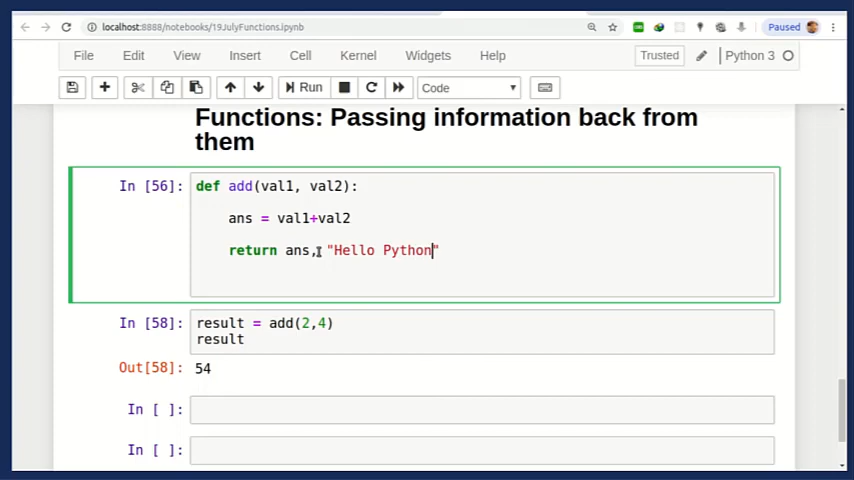 localhost:8888/notebooks/19JulyFunctions.ipynb
Paused
File Edit View Insert Cell Kernel Widgets Help Trusted Python 3
Run Code
Functions: Passing information back from
them
In [56]: def add(val1, val2):
ans = val1+val2
return ans, "Hello Python"
In [58]: result = add(2,4)
result
Out[58]: 54
In [ ]:
In [ ]: